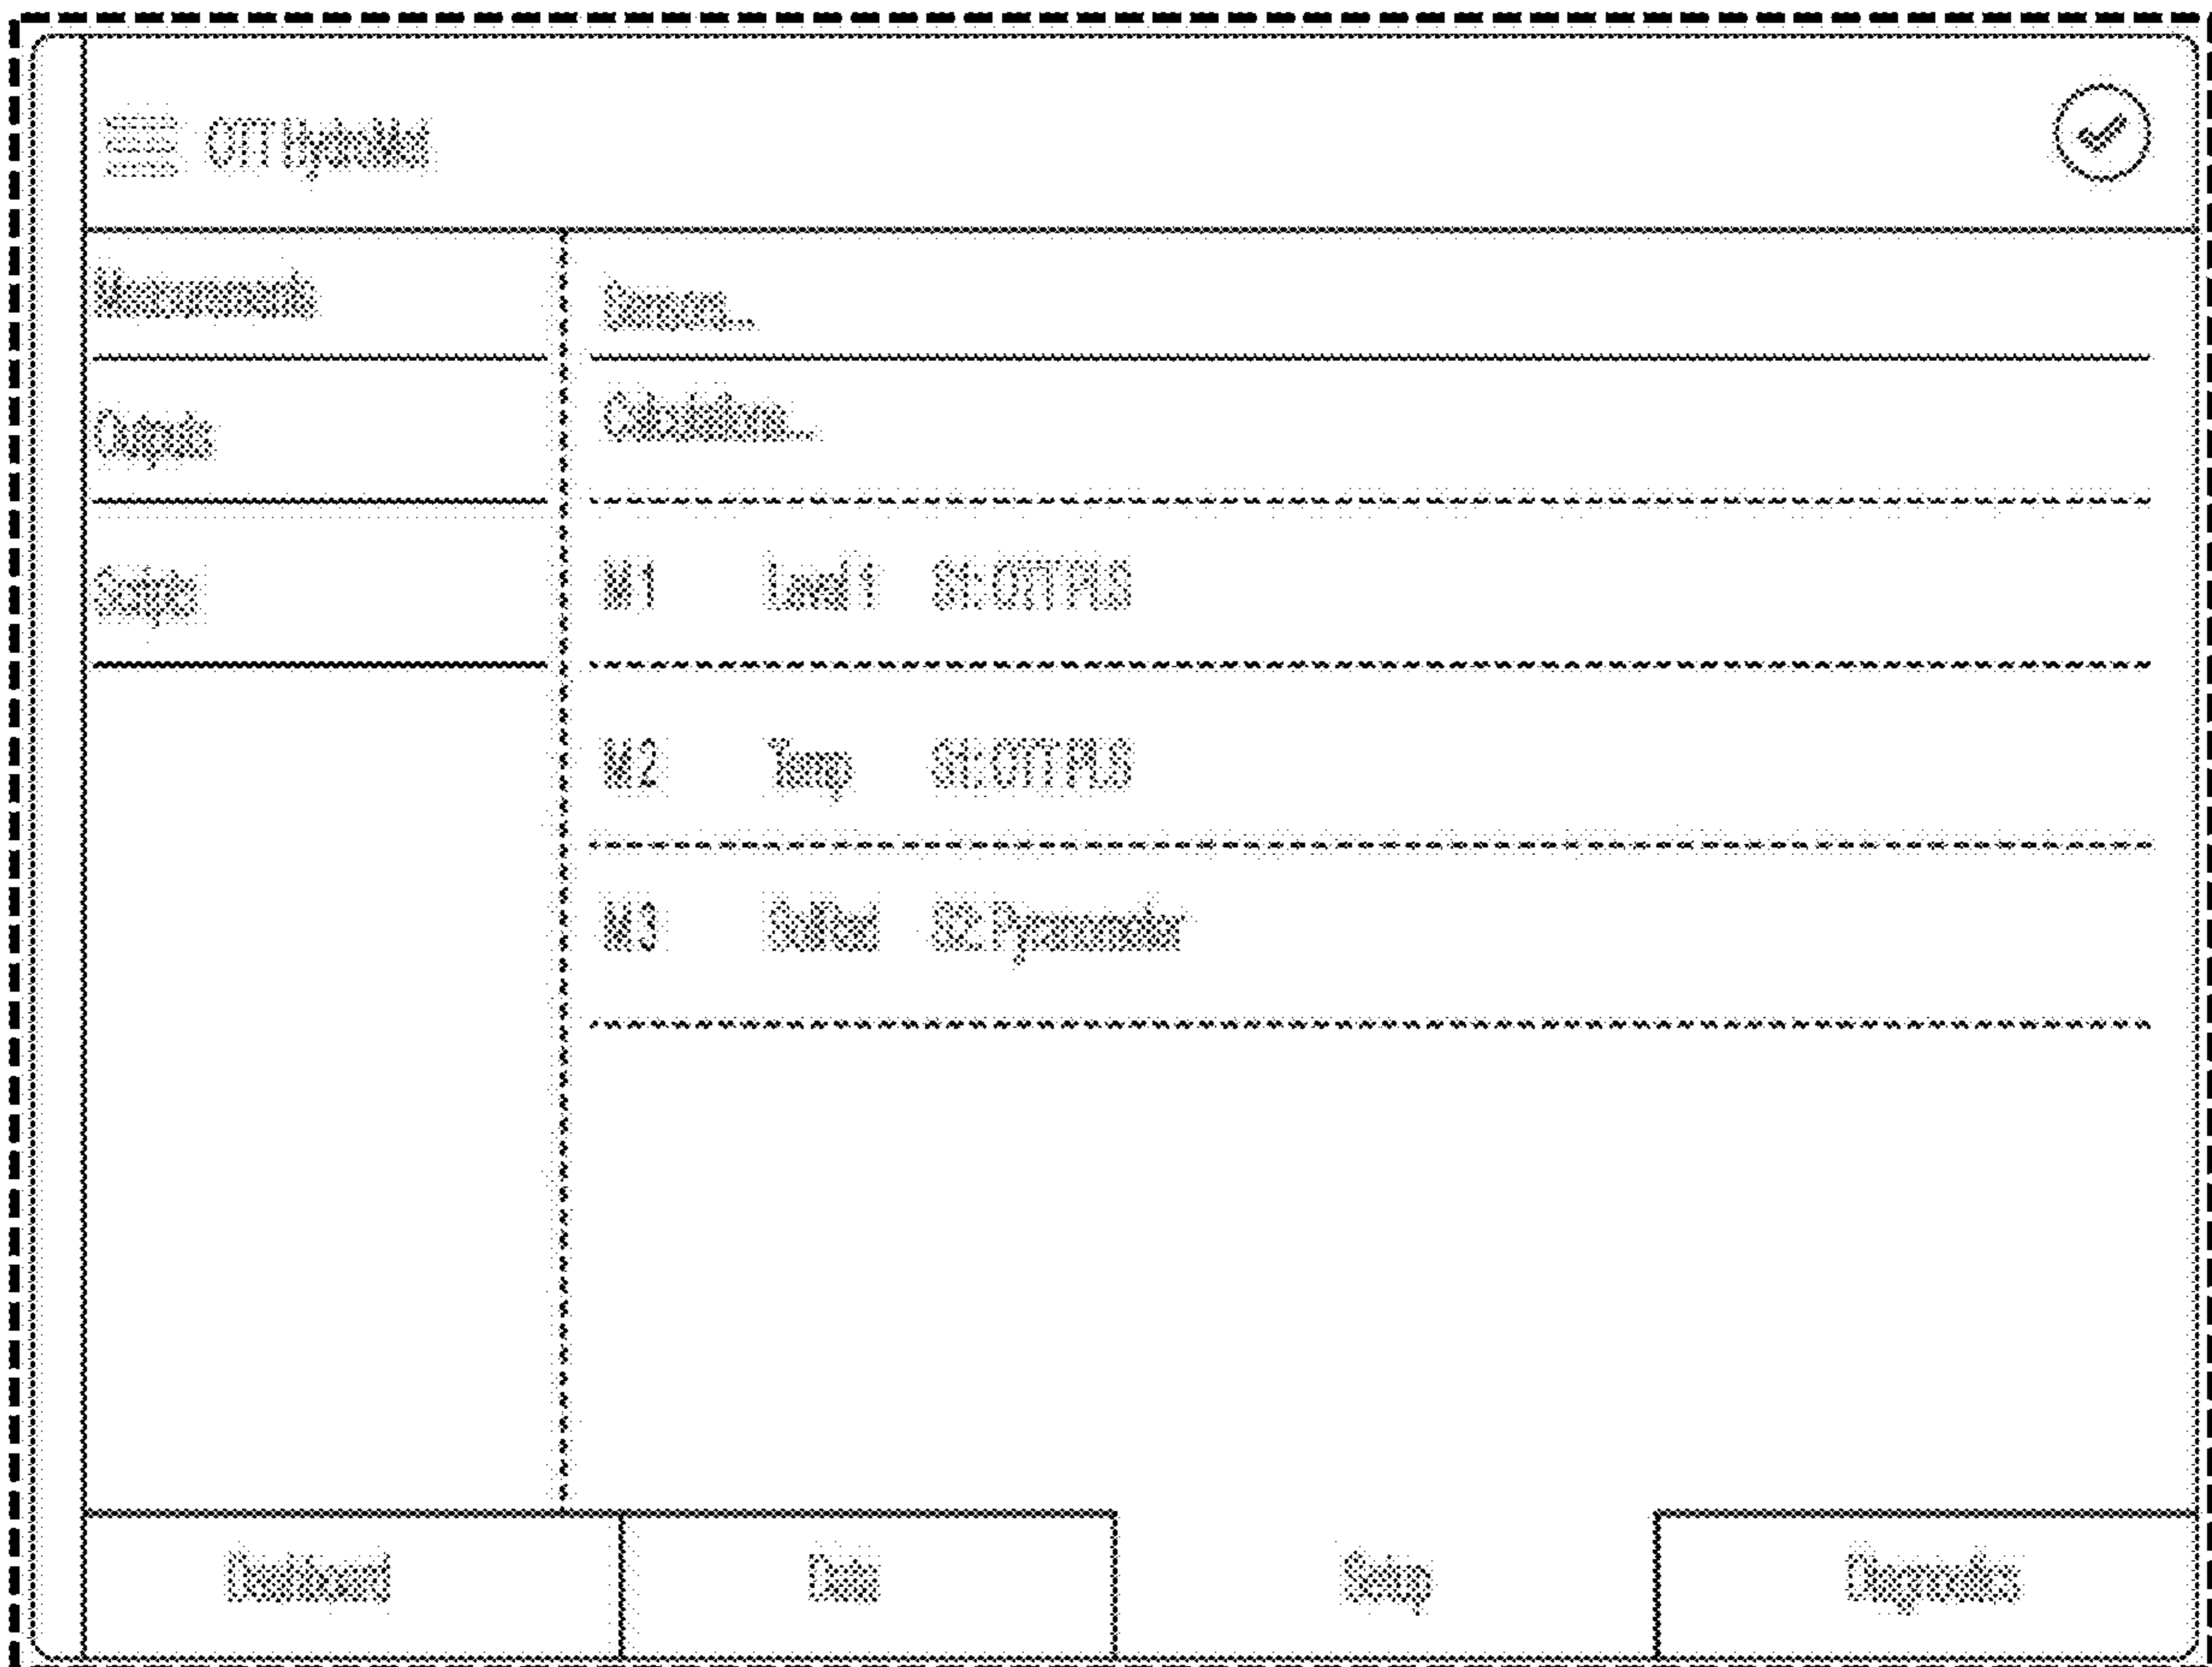 OTT HydroMet
Measurements
Outputs
Scripts
Sensors...
Calculations...
M1 Level 1 S1: OTT PLS
M2 Temp S1: OTT PLS
M3 SolRad S2: Pyranometer
Dashboard
Data
Setup
Diagnostics